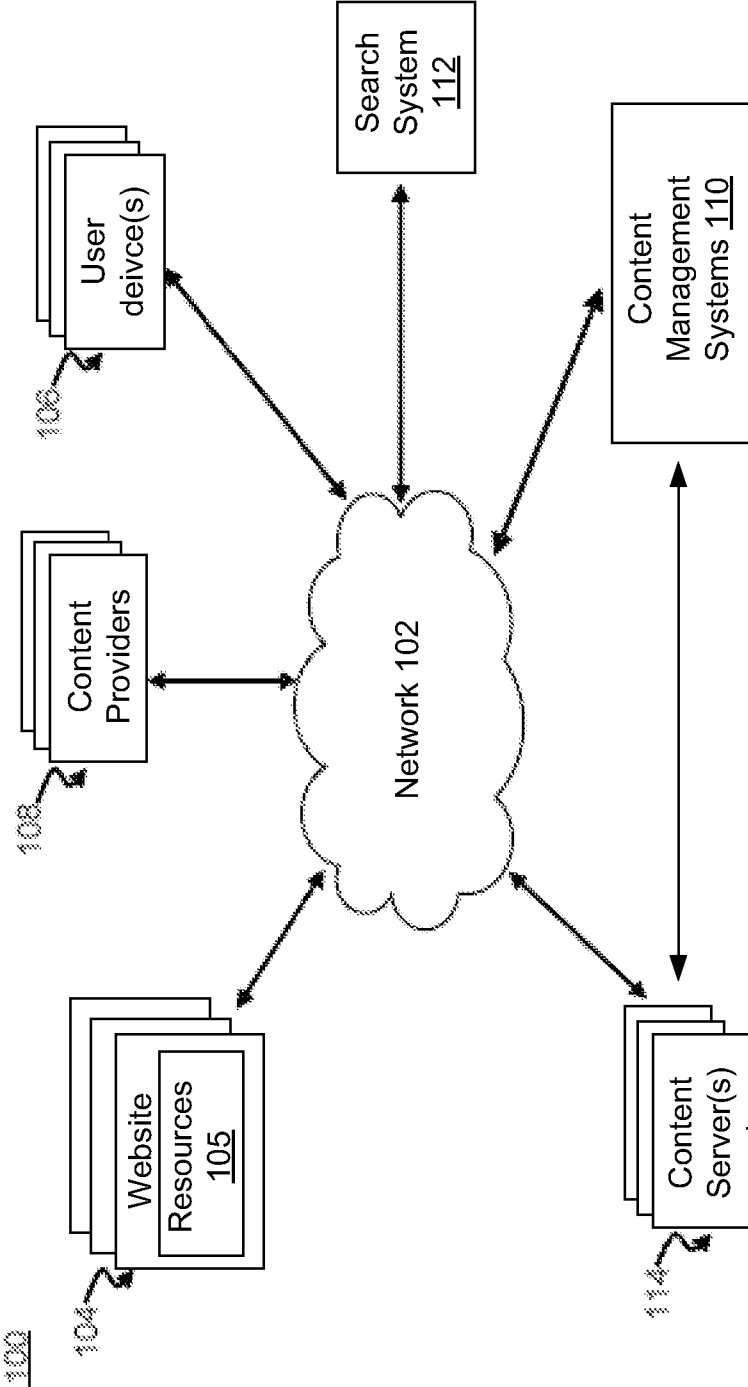 100
104
Website
Resources
105
108
Content
Providers
106
User
deivce(s)
Network 102
Search
System
112
114
Content
Server(s)
Content
Management
Systems 110